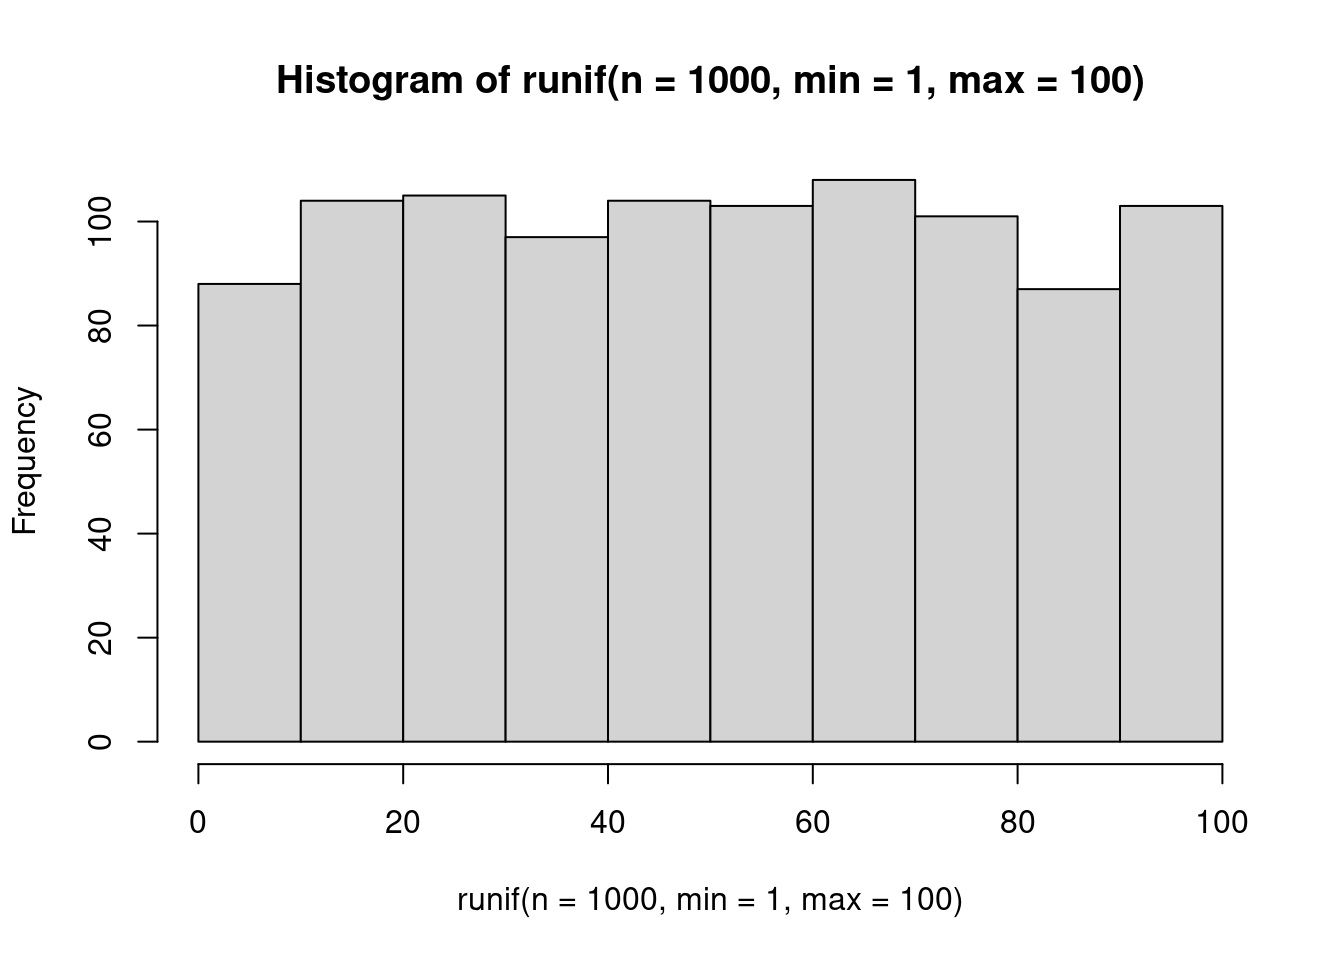 Histogram of runif(n = 1000, min = 1, max = 100)
Frequency
100
80
60
40
20
0
0 20 40 60 80 100
runif(n = 1000, min = 1, max = 100)